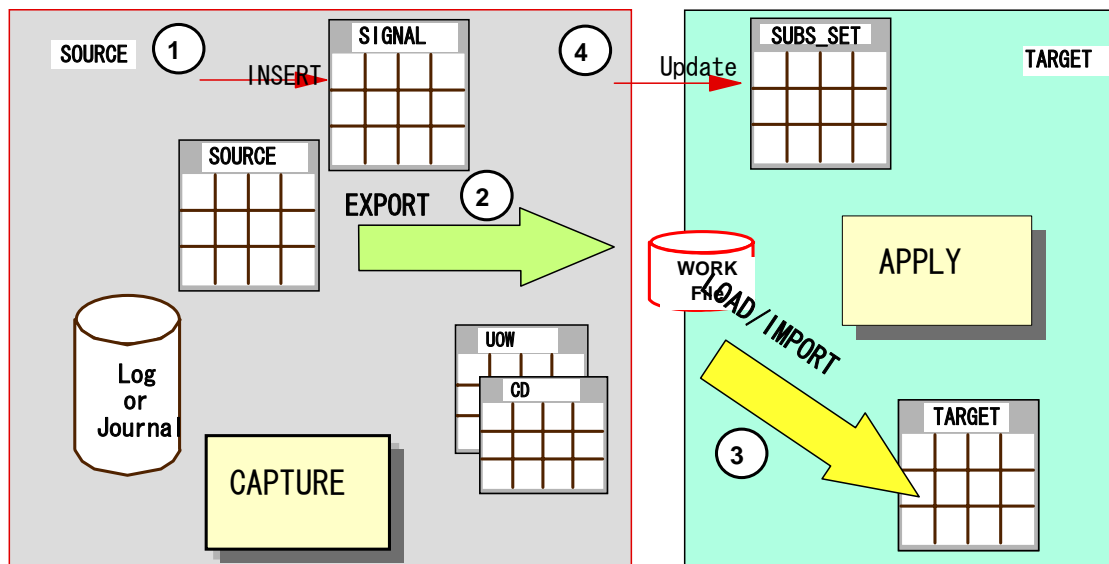 SOURCE
1
INSERT
SIGNAL
4
Update
SUBS_SET
TARGET
SOURCE
EXPORT
2
WORK
File
LOAD/IMPORT
APPLY
Log
or
Journal
UOW
CD
CAPTURE
3
TARGET